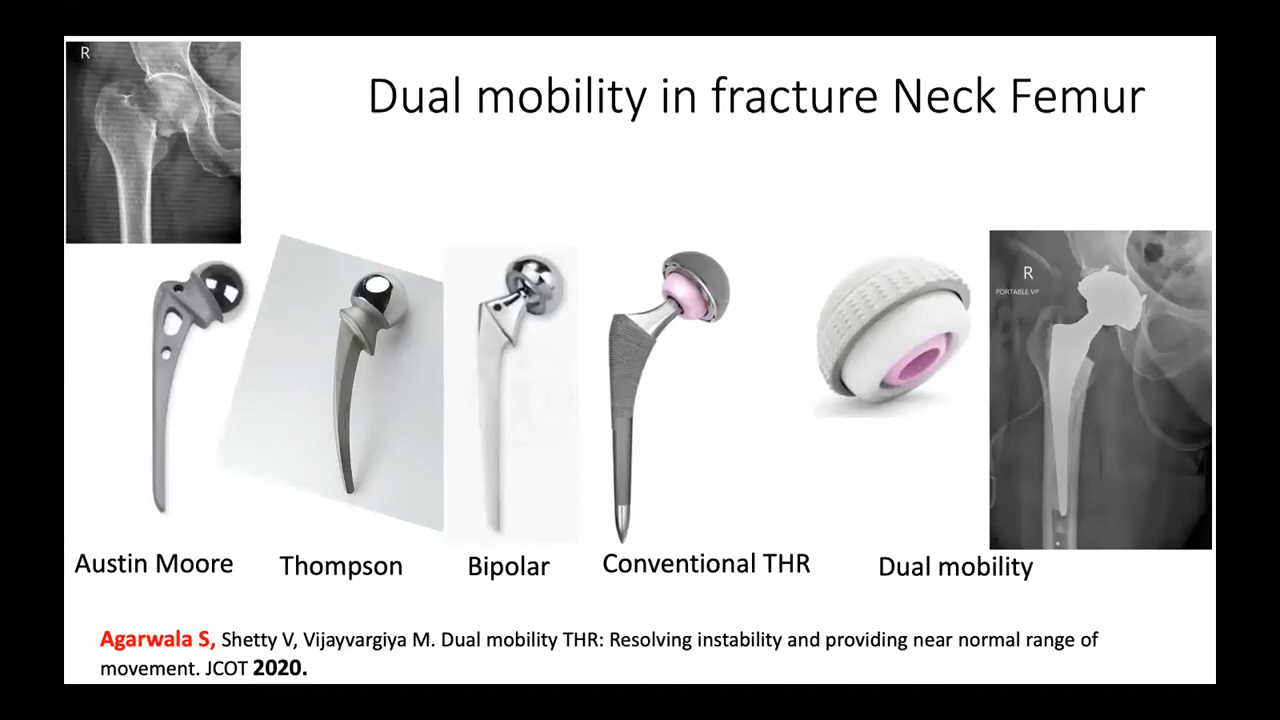 R
Dual mobility in fracture Neck Femur
R
PORTABLE VP
Austin Moore
Thompson
Bipolar
Conventional THR
Dual mobility
Agarwala S, Shetty V, Vijayvargiya M. Dual mobility THR: Resolving instability and providing near normal range of
movement. JCOT 2020.